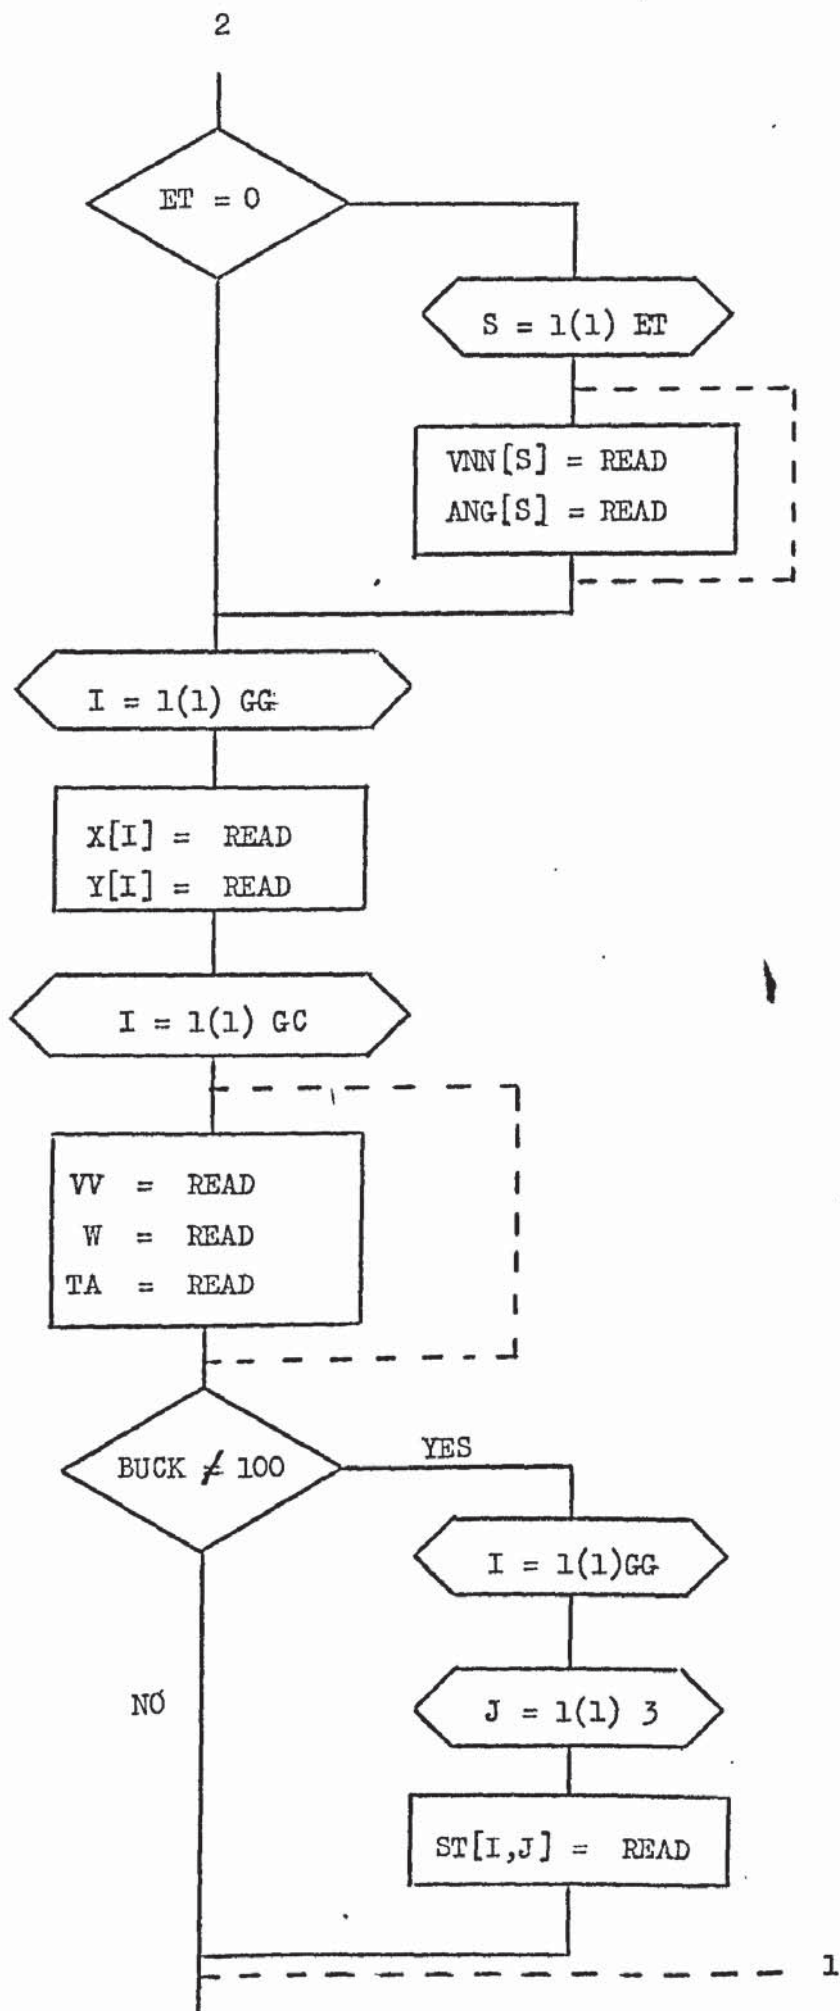 2
ET = 0
S = 1(1) ET
VNN[S] = READ
ANG[S] = READ
I = 1(1) GG
X[I] = READ
Y[I] = READ
I = 1(1) GC
VV = READ
W = READ
TA = READ
BUCK ≠ 100
YES
I = 1(1)GG
NO
J = 1(1) 3
ST[I,J] = READ
1